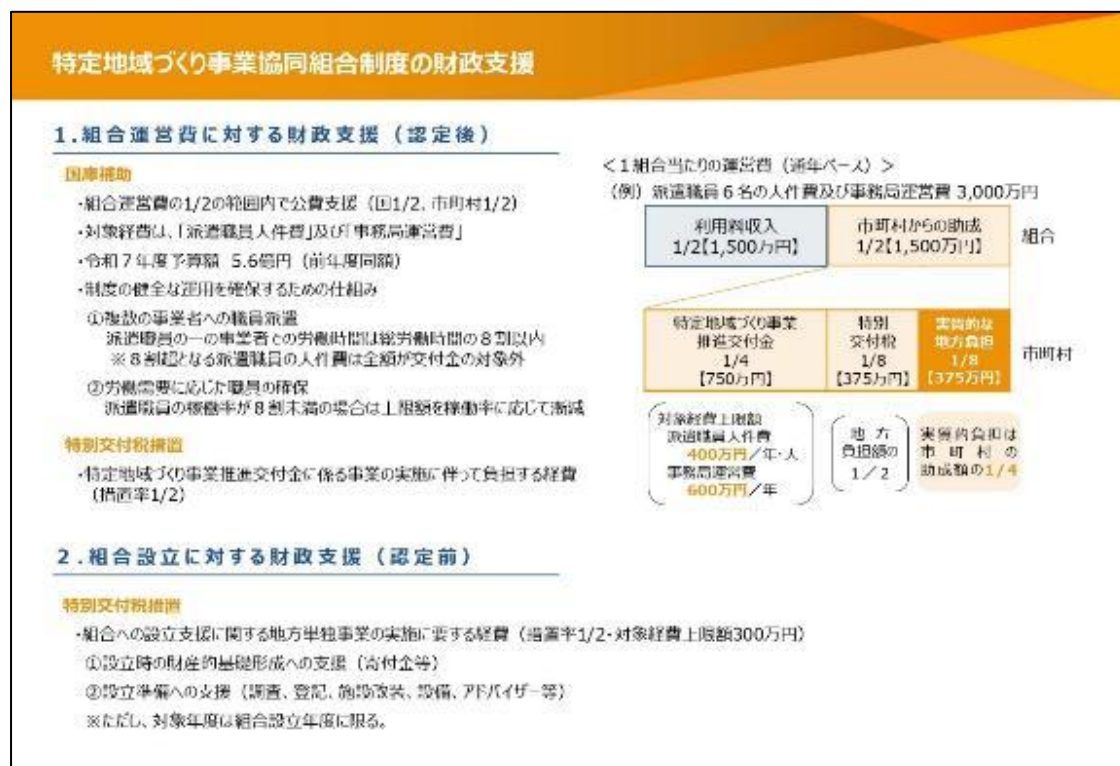 特定地域づくり事業協同組合制度の財政支援
1.組合運営費に対する財政支援（認定後）
国庫補助
・組合運営費の1/2の範囲内で公費支援（国1/2、市町村1/2）
・対象経費は、「派遣職員人件費」及び「事務局運営費」
・令和７年度予算額　5.6億円（前年度同額）
・制度の健全な運用を確保するための仕組み
①複数の事業者への職員派遣
派遣職員の一の事業者での労働時間は総労働時間の８割以内
※８割超となる派遣職員の人件費は全額が交付金の対象外
②労働需要に応じた職員の確保
派遣職員の稼働率が８割未満の場合は上限額を稼働率に応じて漸減
特別交付税措置
・特定地域づくり事業推進交付金に係る事業の実施に伴って負担する経費
（措置率1/2）
＜１組合当たりの運営費（通年ベース）＞
（例）派遣職員６名の人件費及び事務局運営費 3,000万円
利用料収入
1/2【1,500万円】
市町村からの助成
1/2【1,500万円】
組合
特定地域づくり事業
推進交付金
1/4
【750万円】
特別
交付税
1/8
【375万円】
実質的な
地方負担
1/8
【375万円】
市町村
対象経費上限額
派遣職員人件費
400万円／年・人
事務局運営費
600万円／年
地方
負担額の
１／２
実質的負担は
市町村の
助成額の1/4
2.組合設立に対する財政支援（認定前）
特別交付税措置
・組合への設立支援に関する地方単独事業の実施に要する経費（措置率1/2・対象経費上限額300万円）
①設立時の財産的基礎形成への支援（寄付金等）
②設立準備への支援（調査、登記、施設改装、設備、アドバイザー等）
※ただし、対象年度は組合設立年度に限る。